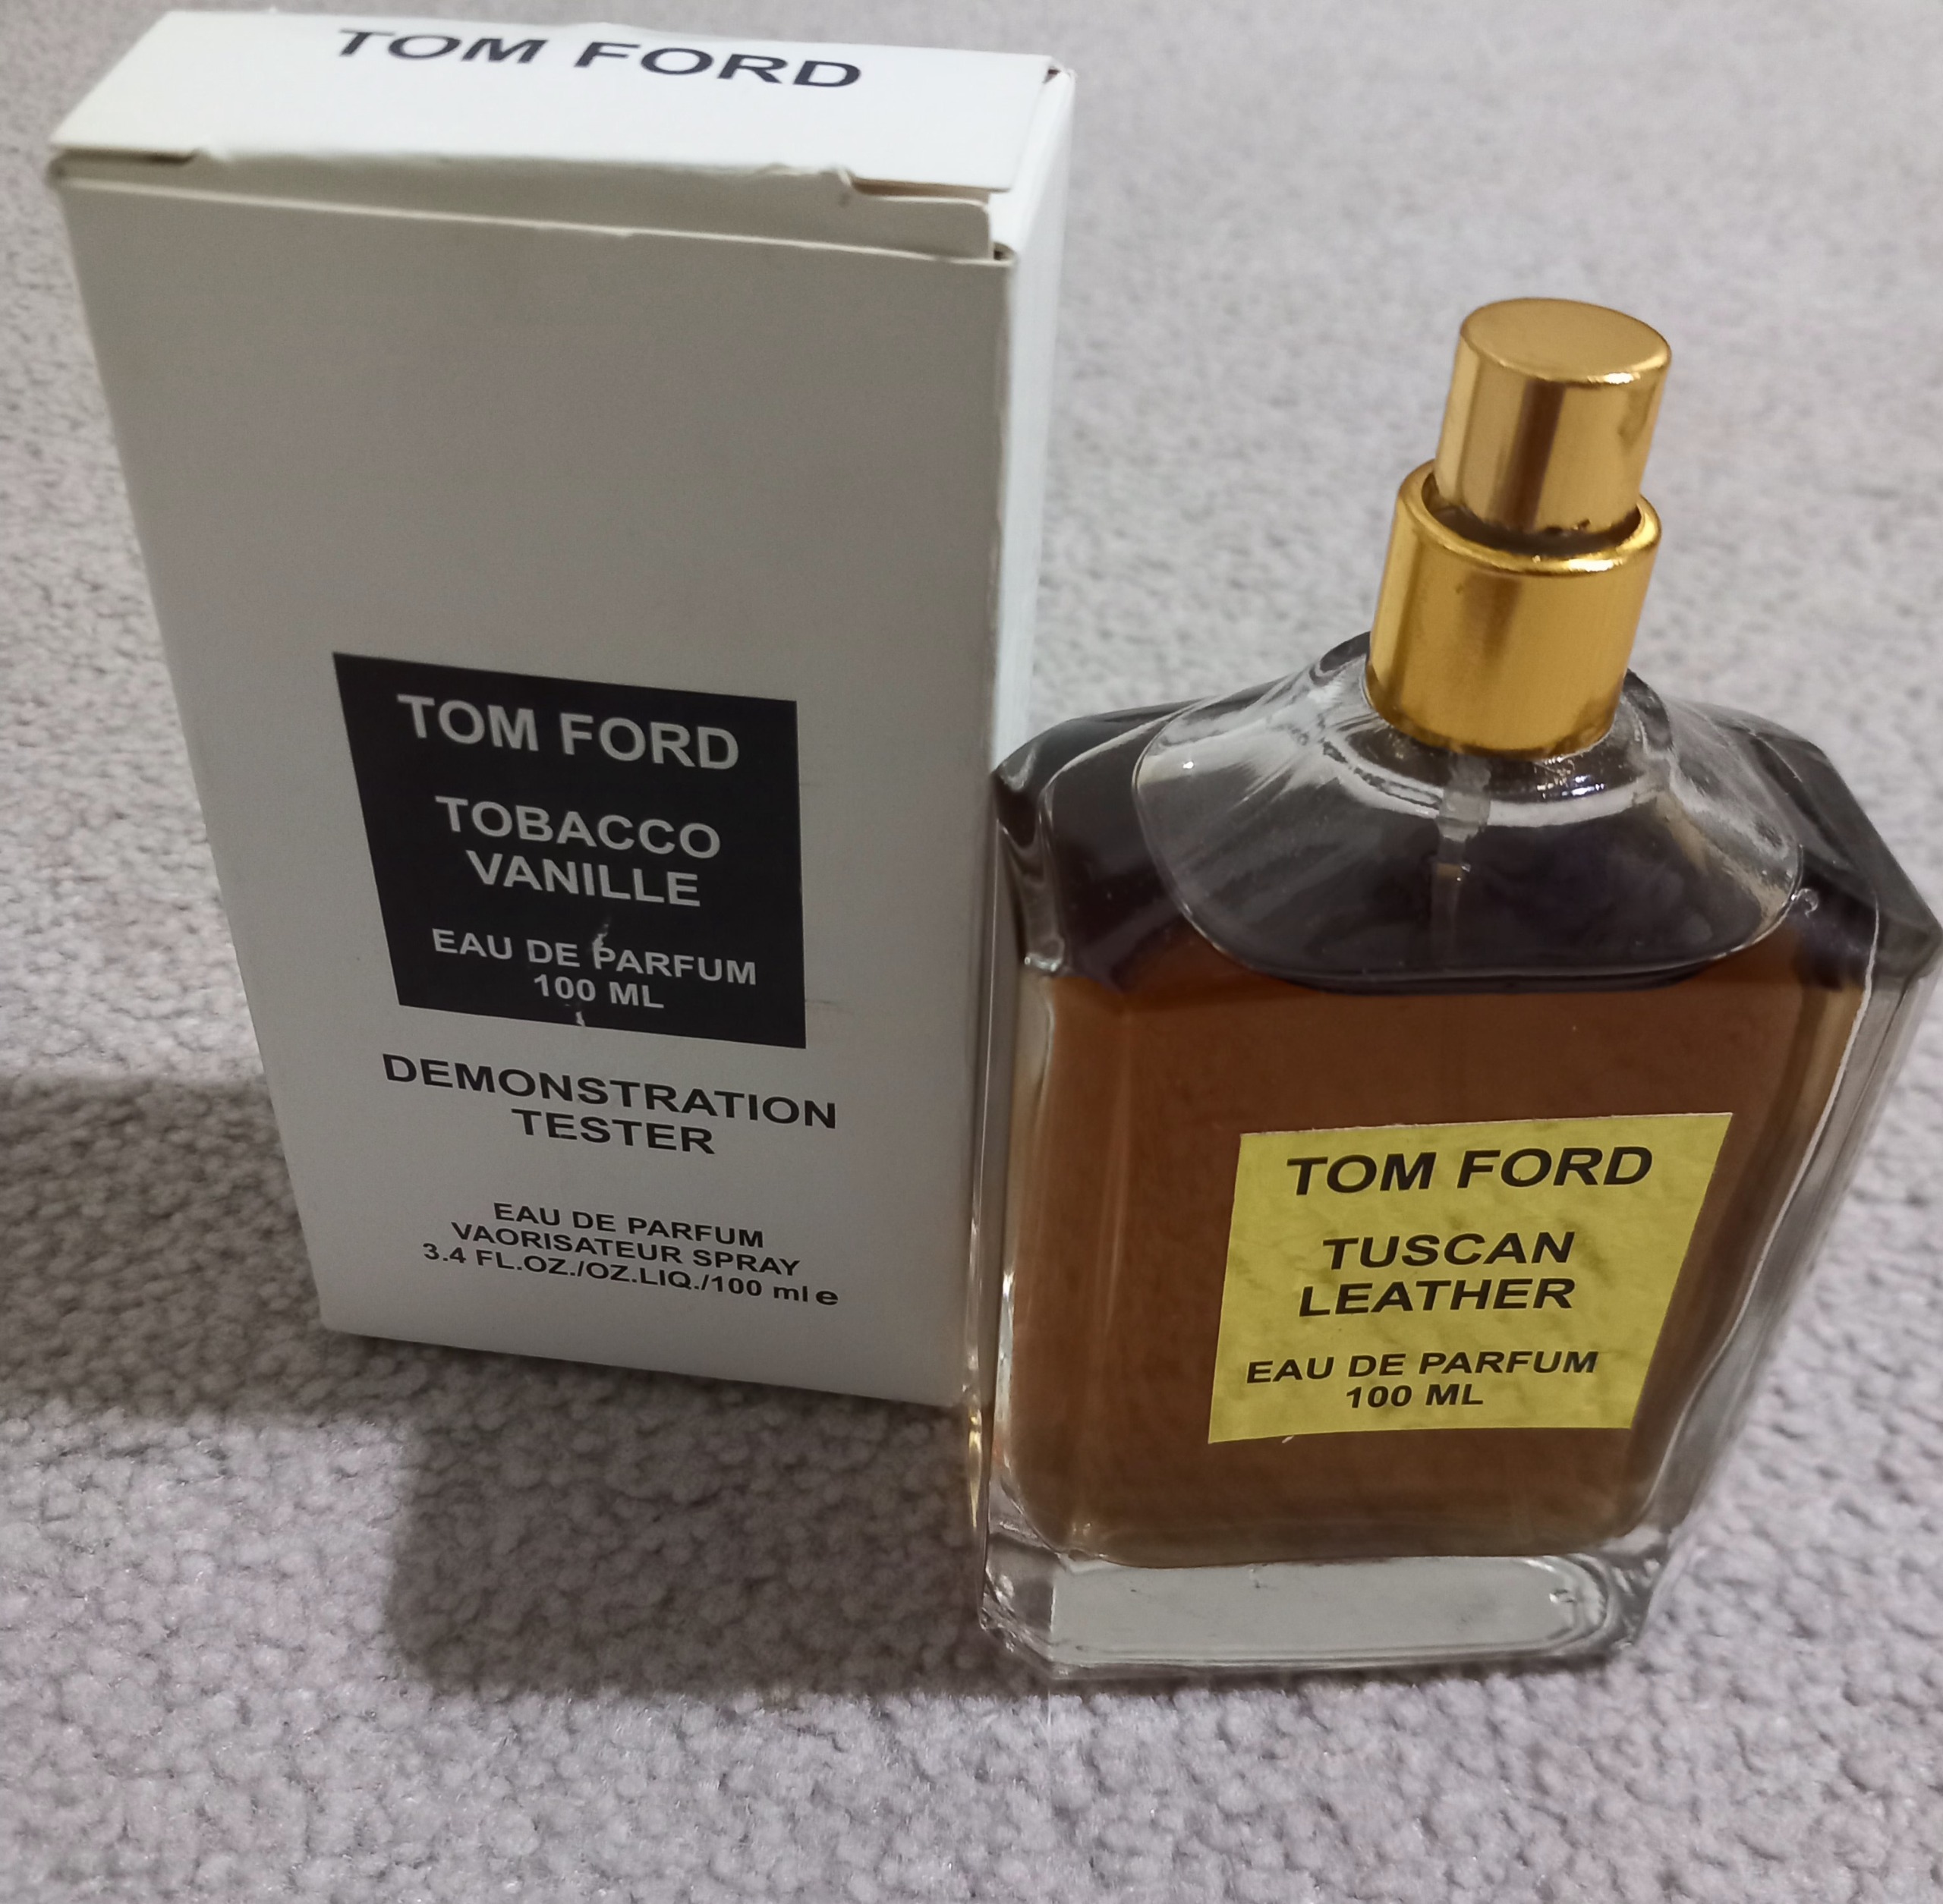 TOM FORD
TOM FORD
TOBACCO
VANILLE
EAU DE PARFUM
100 ML
DEMONSTRATION
TESTER
EAU DE PARFUM
VAORISATEUR SPRAY
3.4 FL.OZ./OZ.LIQ./100 ml e
TOM FORD
TUSCAN
LEATHER
EAU DE PARFUM
100 ML